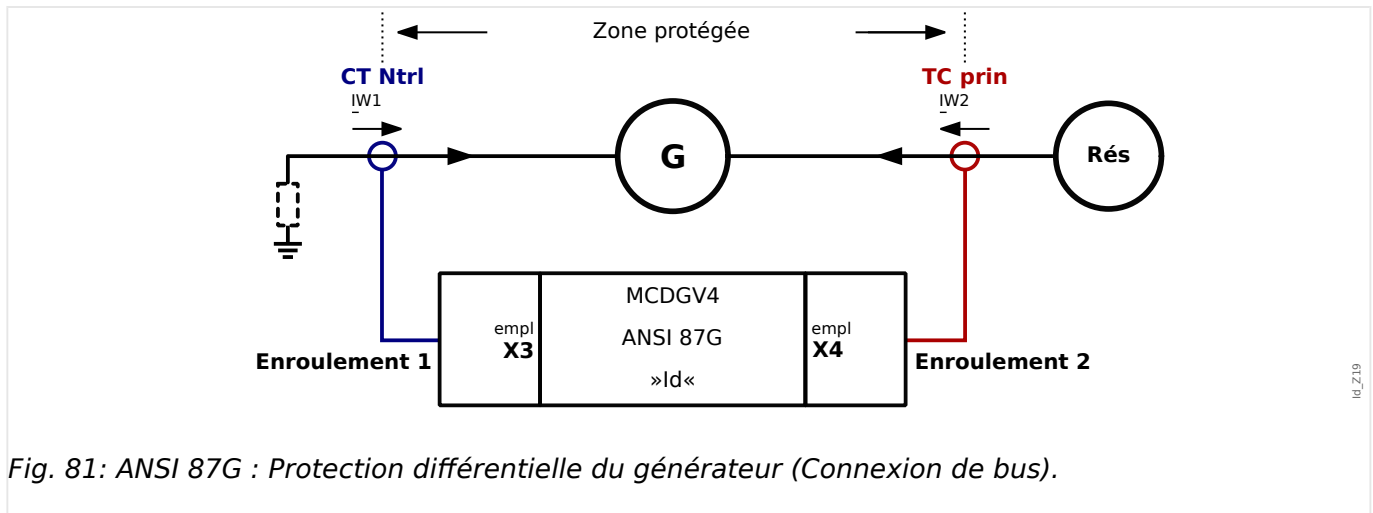 Zone protégée
CT Ntrl
TC prin
IW1
IW2
G
Rés
MCDGV4
empl
X3
ANSI 87G
empl
X4
»Id«
Enroulement 1
Enroulement 2
Id_Z19
Fig. 81: ANSI 87G : Protection différentielle du générateur (Connexion de bus).